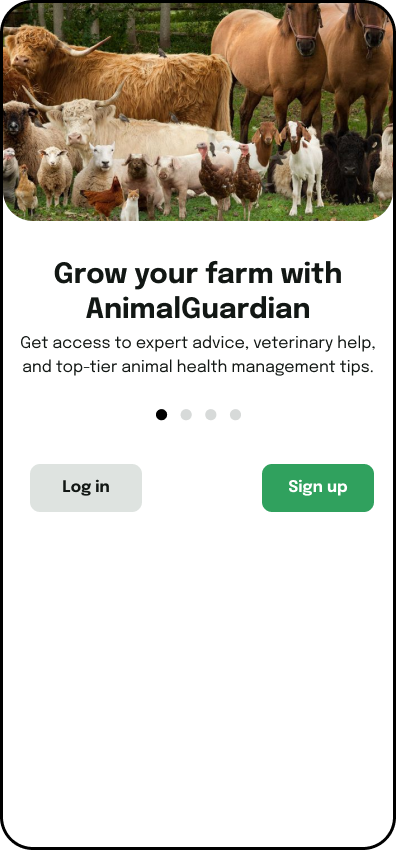 Grow your farm with
AnimalGuardian
Get access to expert advice, veterinary help,
and top-tier animal health management tips.
Log in
Sign up